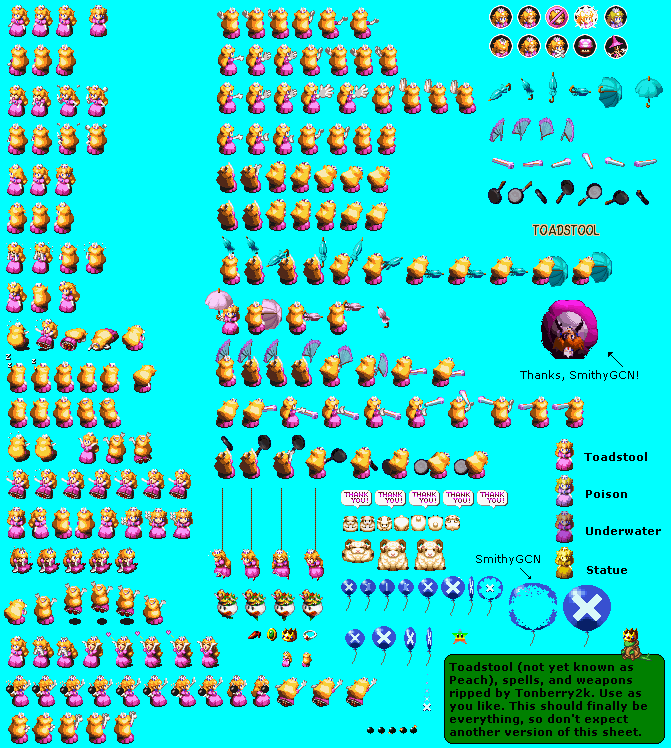 TOADSTOOL
Thanks, SmithyGCN!
z
z
Toadstool
THANK YOU! THANK YOU! THANK YOU! THANK YOU! THANK YOU!
Poison
Underwater
SmithyGCN
Statue
Toadstool (not yet known as
Peach), spells, and weapons
ripped by Tonberry2k. Use as
you like. This should finally be
everything, so don't expect
another version of this sheet.